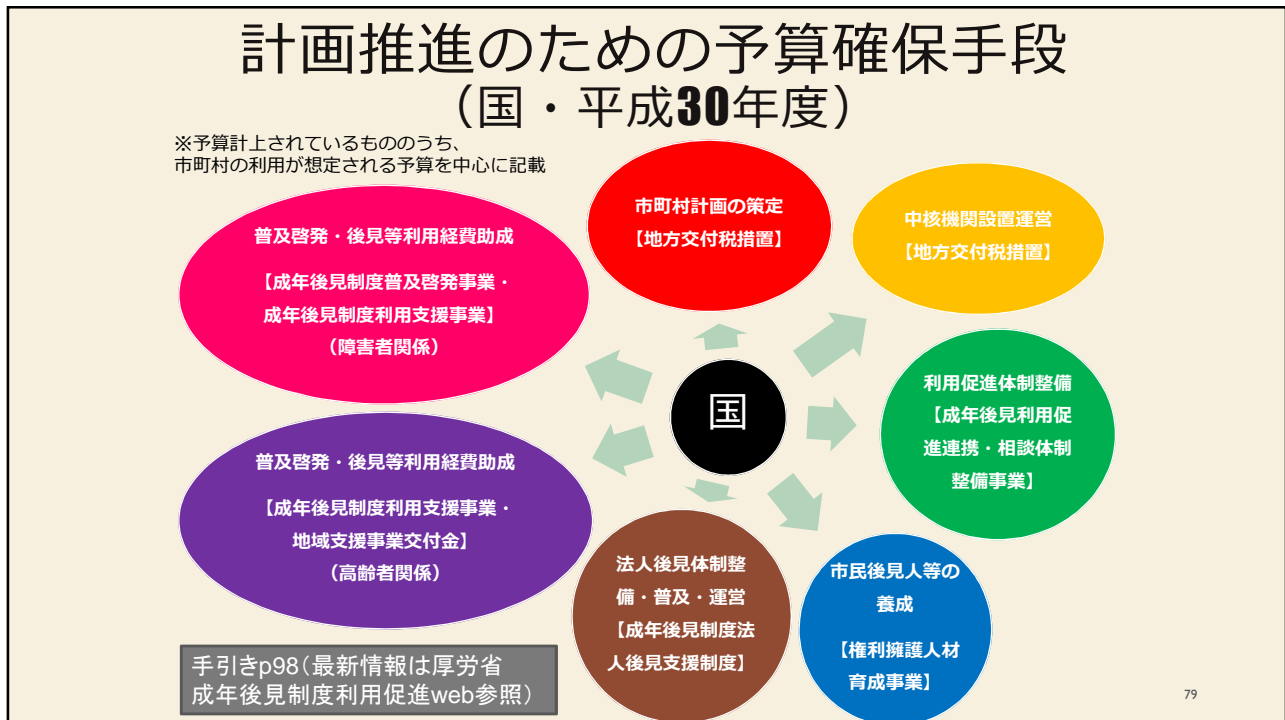 計画推進のための予算確保手段
（国・平成30年度）
※予算計上されているもののうち、
市町村の利用が想定される予算を中心に記載
市町村計画の策定
【地方交付税措置】
中核機関設置運営
【地方交付税措置】
普及啓発・後見等利用経費助成
【成年後見制度普及啓発事業・
成年後見制度利用支援事業】
（障害者関係）
利用促進体制整備
【成年後見利用促
進連携・相談体制
整備事業】
国
普及啓発・後見等利用経費助成
【成年後見制度利用支援事業・
地域支援事業交付金】
（高齢者関係）
法人後見体制整
備・普及・運営
【成年後見制度法
人後見支援制度】
市民後見人等の
養成
【権利擁護人材
育成事業】
手引きp98（最新情報は厚労省
成年後見制度利用促進web参照）
79